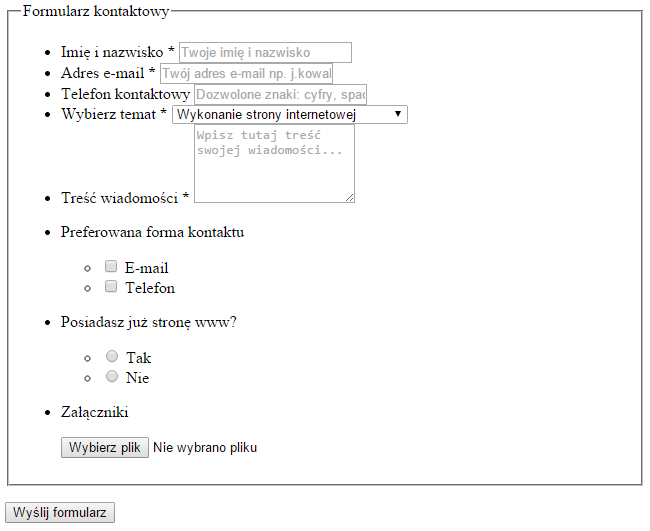 Formularz kontaktowy
Imię i nazwisko * Twoje imię i nazwisko
Adres e-mail * Twój adres e-mail np. j.kowal
Telefon kontaktowy Dozwolone znaki: cyfry, spac
Wybierz temat * Wykonanie strony internetowej
Wpisz tutaj treść
swojej wiadomości...
Treść wiadomości *
Preferowana forma kontaktu
E-mail
Telefon
Posiadasz już stronę www?
Tak
Nie
Załączniki
Wybierz plik Nie wybrano pliku
Wyślij formularz